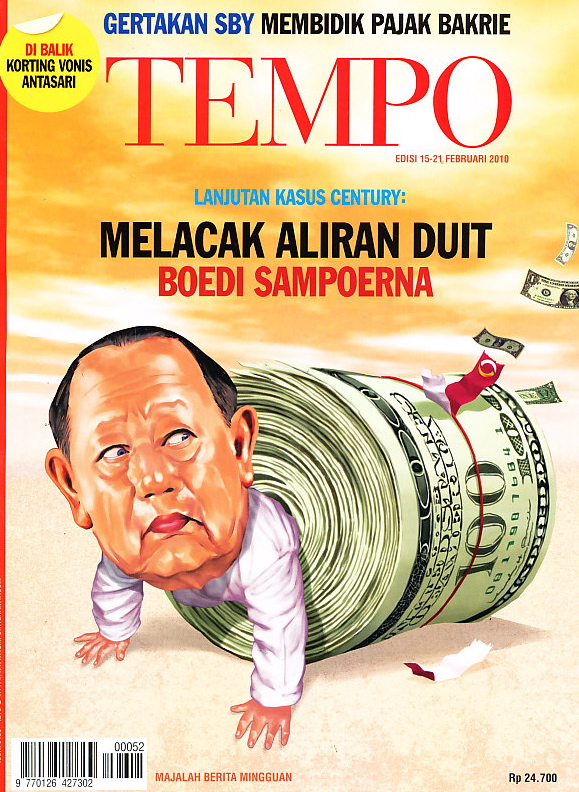 GERTAKAN SBY MEMBIDIK PAJAK BAKRIE
DI BALIK
KORTING VONIS
ANTASARI
TEMPO
EDISI 15-21 FEBRUARI 2010
LANJUTAN KASUS CENTURY:
MELACAK ALIRAN DUIT
BOEDI SAMPOERNA
100
00052
9 770126 427302
MAJALAH BERITA MINGGUAN
Rp 24.700